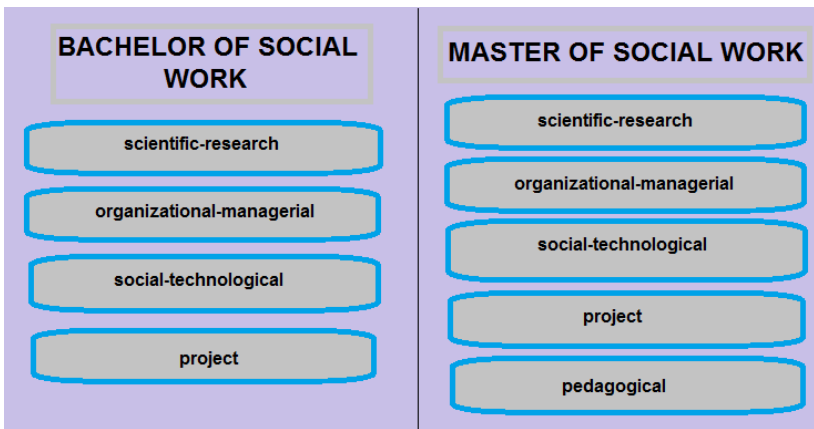 BACHELOR OF SOCIAL
WORK
scientific-research
organizational-managerial
social-technological
project
MASTER OF SOCIAL WORK
scientific-research
organizational-managerial
social-technological
project
pedagogical